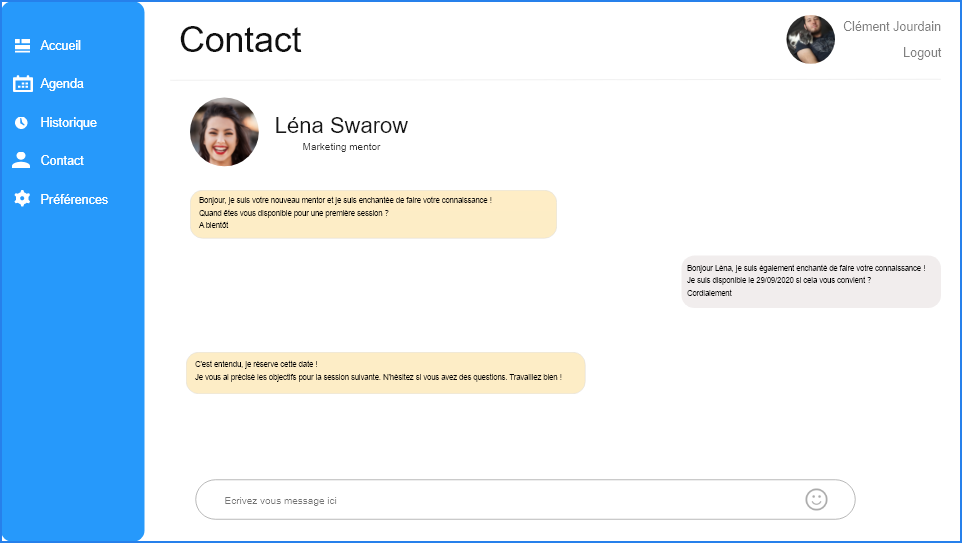 Accueil
Agenda
Historique
Contact
Préférences
Contact
Clément Jourdain
Logout
Léna Swarow
Marketing mentor
Bonjour, je suis votre nouveau mentor et je suis enchantée de faire votre connaissance !
Quand êtes vous disponible pour une première session ?
A bientôt
Bonjour Léna, je suis également enchanté de faire votre connaissance !
Je suis disponible le 29/09/2020 si cela vous convient ?
Cordialement
C'est entendu, je réserve cette date !
Je vous ai précisé les objectifs pour la session suivante. N'hésitez si vous avez des questions. Travaillez bien !
Ecrivez vous message ici